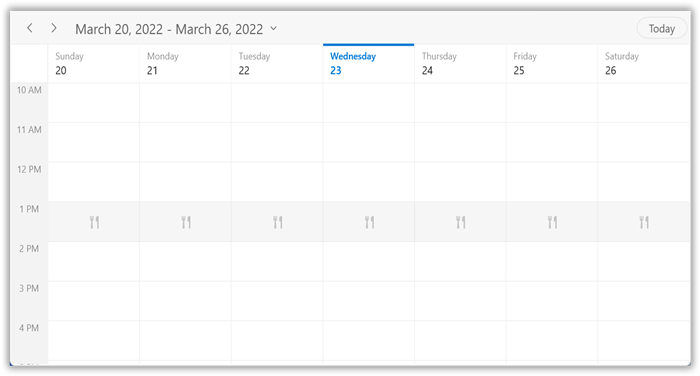 March 20, 2022 - March 26, 2022 Today
Sunday Monday Tuesday Wednesday Thursday Friday Saturday
20 21 22 23 24 25 26
10 AM
11 AM
12 PM
1 PM
2 PM
3 PM
4 PM